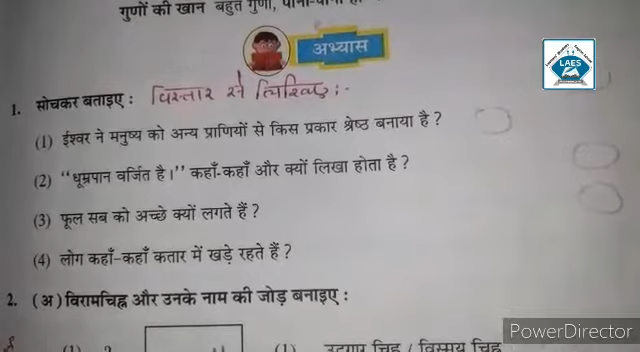 गुणों की खान बहुत गुणी,
अभ्यास
LAES
1. सोचकर बताइए : विस्तार से लिखिए :-
(1) ईश्वर ने मनुष्य को अन्य प्राणियों से किस प्रकार श्रेष्ठ बनाया है ?
(2) “धूम्रपान वर्जित है।” कहाँ-कहाँ और क्यों लिखा होता है ?
(3) फूल सब को अच्छे क्यों लगते हैं ?
(4) लोग कहाँ-कहाँ कतार में खड़े रहते हैं ?
2. (अ) विरामचिह्न और उनके नाम की जोड़ बनाइए :
(1) ? (1) उद्गार चिह्न / विस्मय चिह्न
PowerDirector